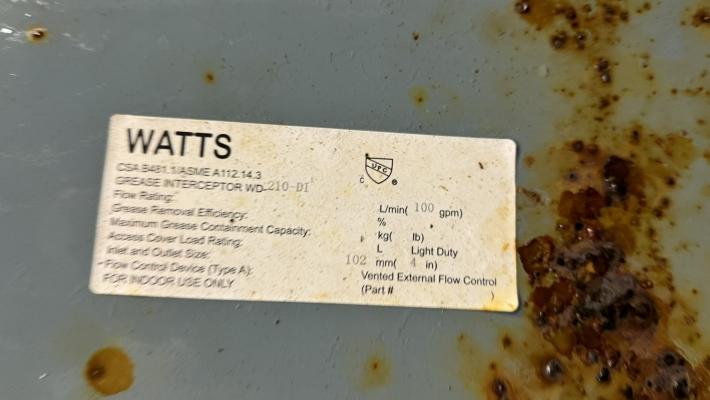 WATTS
CSA B481.1/ASME A112.14.3
UPC
C ®
GREASE INTERCEPTOR WD-210-DI
Flow Rating: L/min( 100 gpm)
Grease Removal Efficiency: %
Maximum Grease Containment Capacity: kg( lb)
Access Cover Load Rating: L Light Duty
Inlet and Outlet Size: 102 mm( 4 in)
Flow Control Device (Type A): Vented External Flow Control
FOR INDOOR USE ONLY (Part # )